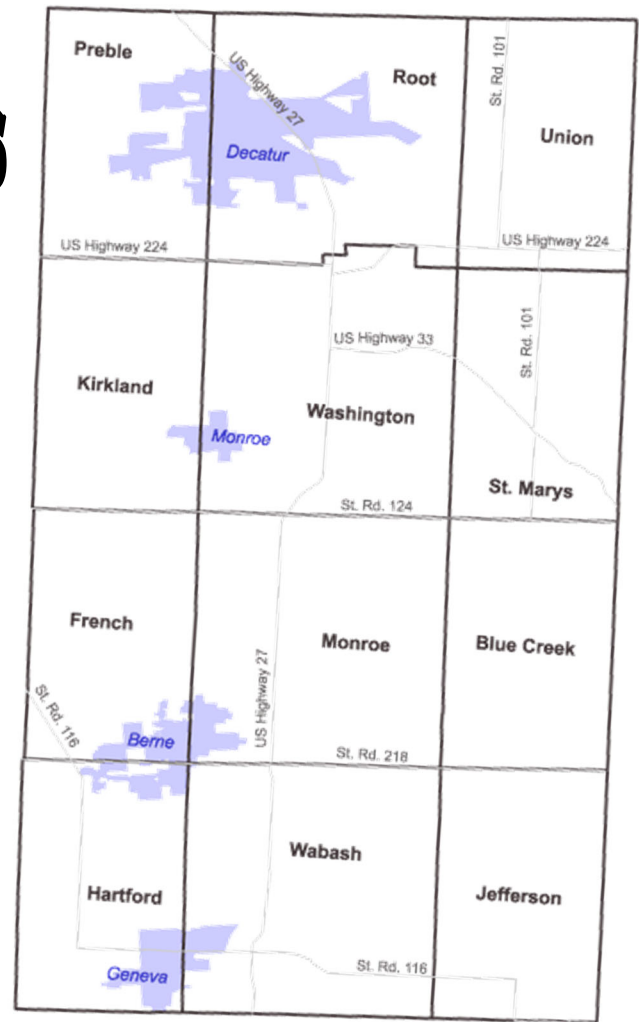 6
Preble
Root
St. Rd. 101
US Highway 27
Union
Decatur
US Highway 224
US Highway 224
US Highway 33
St. Rd. 101
Kirkland
Washington
Monroe
St. Marys
St. Rd. 124
French
Monroe
Blue Creek
US Highway 27
St. Rd. 116
Berne
St. Rd. 218
Wabash
Hartford
Jefferson
Geneva
St. Rd. 116